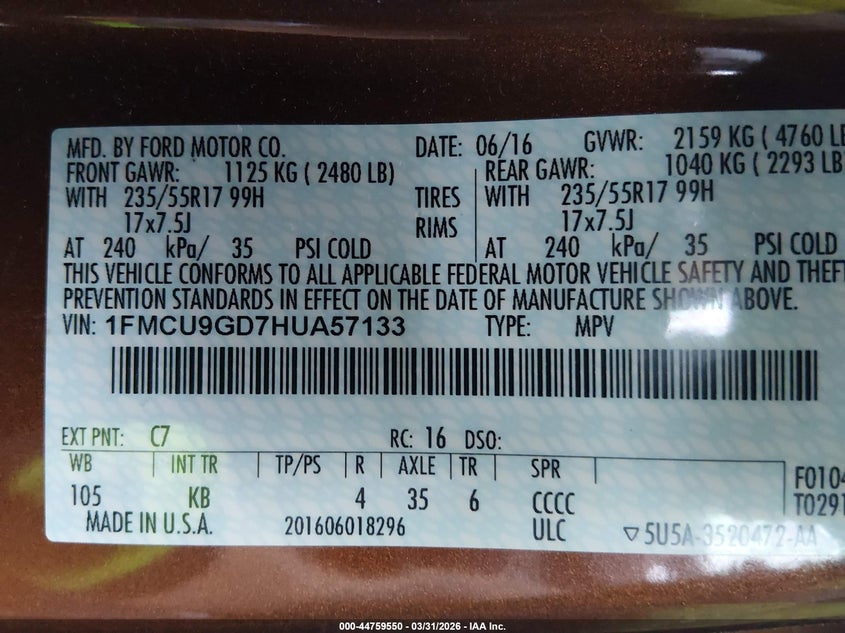 MFD. BY FORD MOTOR CO. DATE: 06/16 GVWR: 2159 KG ( 4760 LB
FRONT GAWR: 1125 KG ( 2480 LB) REAR GAWR: 1040 KG ( 2293 LB)
WITH 235/55R17 99H TIRES WITH 235/55R17 99H
17x7.5J RIMS 17x7.5J
AT 240 kPa/ 35 PSI COLD AT 240 kPa/ 35 PSI COLD
THIS VEHICLE CONFORMS TO ALL APPLICABLE FEDERAL MOTOR VEHICLE SAFETY AND THEFT
PREVENTION STANDARDS IN EFFECT ON THE DATE OF MANUFACTURE SHOWN ABOVE.
VIN: 1FMCU9GD7HUA57133 TYPE: MPV
EXT PNT: C7 RC: 16 DSO:
WB INT TR TP/PS R AXLE TR SPR
105 KB 4 35 6 CCCC
F0104
T0291
MADE IN U.S.A. 201606018296 ULC ▽5U5A-3520472-AA
000-44759550 - 03/31/2026 - IAA Inc.